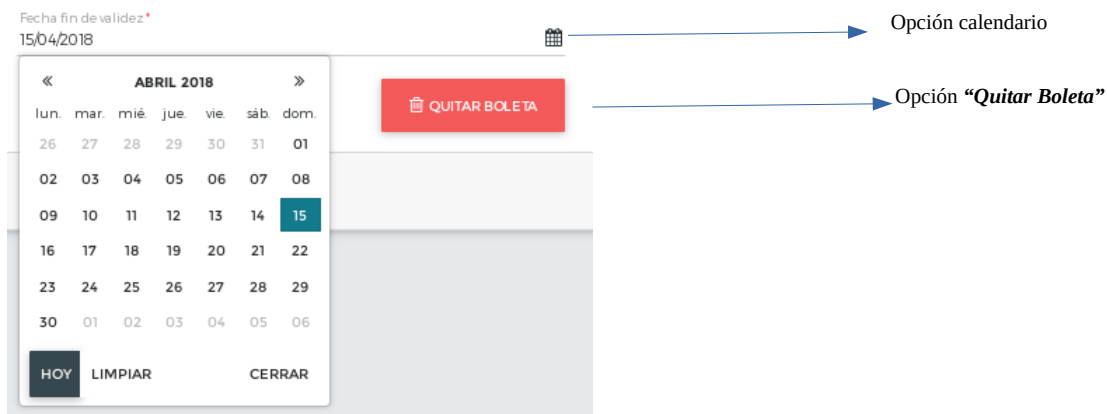 Fecha fin de validez*
15/04/2018
Opción calendario
« ABRIL 2018 »
lun. mar. mié. jue. vie. sáb. dom.
26 27 28 29 30 31 01
02 03 04 05 06 07 08
09 10 11 12 13 14 15
16 17 18 19 20 21 22
23 24 25 26 27 28 29
30 01 02 03 04 05 06
HOY LIMPIAR CERRAR
QUITAR BOLETA
Opción “Quitar Boleta”